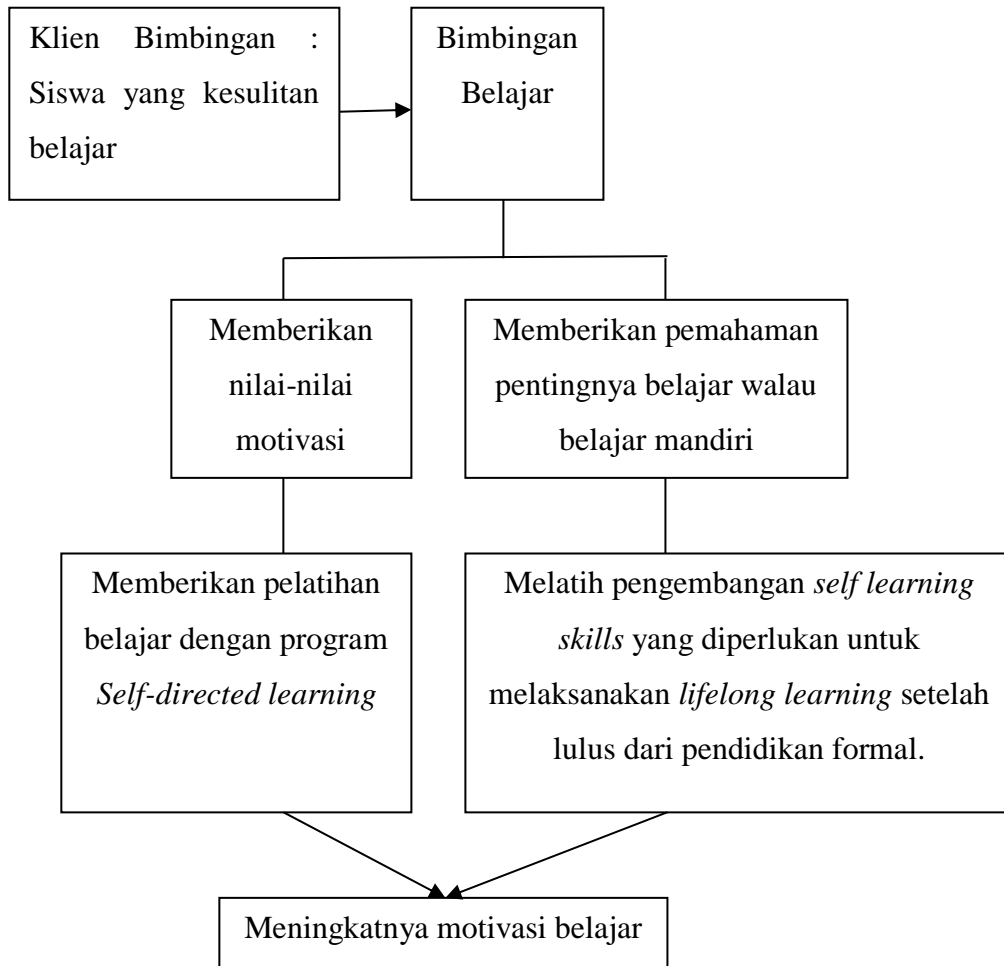 Klien Bimbingan :
Siswa yang kesulitan
belajar
Bimbingan
Belajar
Memberikan
nilai-nilai
motivasi
Memberikan pemahaman
pentingnya belajar walau
belajar mandiri
Memberikan pelatihan
belajar dengan program
Self-directed learning
Melatih pengembangan self learning
skills yang diperlukan untuk
melaksanakan lifelong learning setelah
lulus dari pendidikan formal.
Meningkatnya motivasi belajar